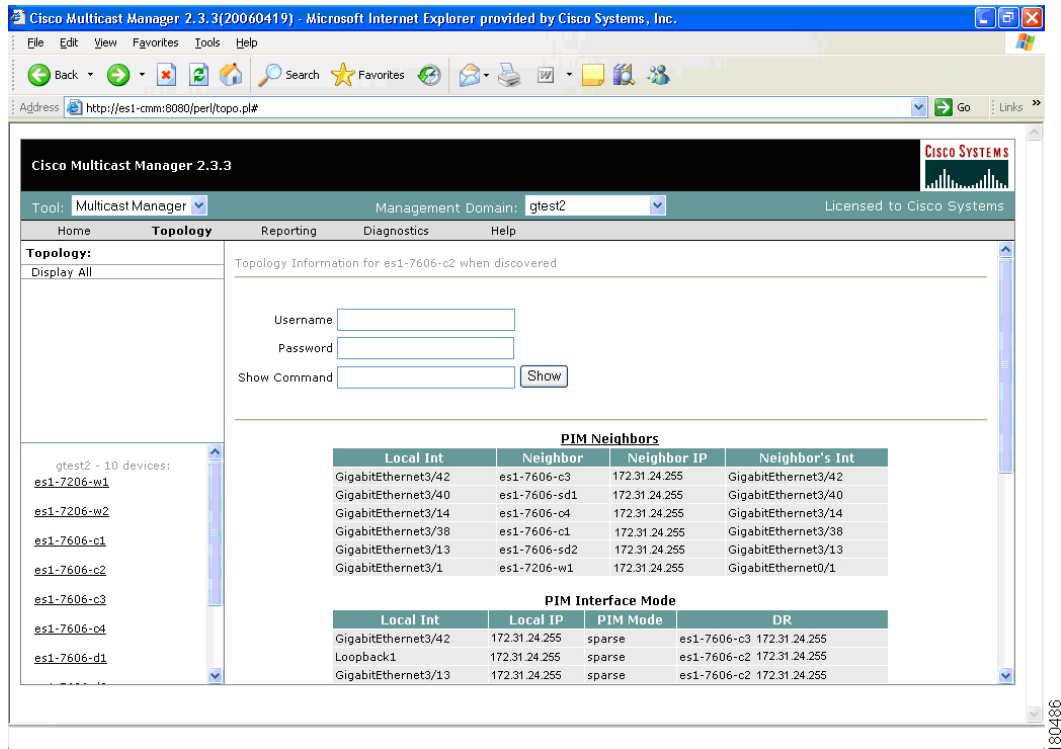 Cisco Multicast Manager 2.3.3(20060419) - Microsoft Internet Explorer provided by Cisco Systems, Inc.
File Edit View Favorites Tools Help
Back Search Favorites
Address http://es1-cmm:8080/perl/topo.pl# Go Links »
Cisco Multicast Manager 2.3.3
CISCO SYSTEMS
Tool: Multicast Manager Management Domain: gtest2 Licensed to Cisco Systems
Home Topology Reporting Diagnostics Help
Topology:
Display All
Topology Information for es1-7606-c2 when discovered
Username
Password
Show Command Show
gtest2 - 10 devices:
es1-7206-w1
es1-7206-w2
es1-7606-c1
es1-7606-c2
es1-7606-c3
es1-7606-c4
es1-7606-d1
PIM Neighbors
Local Int Neighbor Neighbor IP Neighbor's Int
GigabitEthernet3/42 es1-7606-c3 172.31.24.255 GigabitEthernet3/42
GigabitEthernet3/40 es1-7606-sd1 172.31.24.255 GigabitEthernet3/40
GigabitEthernet3/14 es1-7606-c4 172.31.24.255 GigabitEthernet3/14
GigabitEthernet3/38 es1-7606-c1 172.31.24.255 GigabitEthernet3/38
GigabitEthernet3/13 es1-7606-sd2 172.31.24.255 GigabitEthernet3/13
GigabitEthernet3/1 es1-7206-w1 172.31.24.255 GigabitEthernet0/1
PIM Interface Mode
Local Int Local IP PIM Mode DR
GigabitEthernet3/42 172.31.24.255 sparse es1-7606-c3 172.31.24.255
Loopback1 172.31.24.255 sparse es1-7606-c2 172.31.24.255
GigabitEthernet3/13 172.31.24.255 sparse es1-7606-c2 172.31.24.255
180486